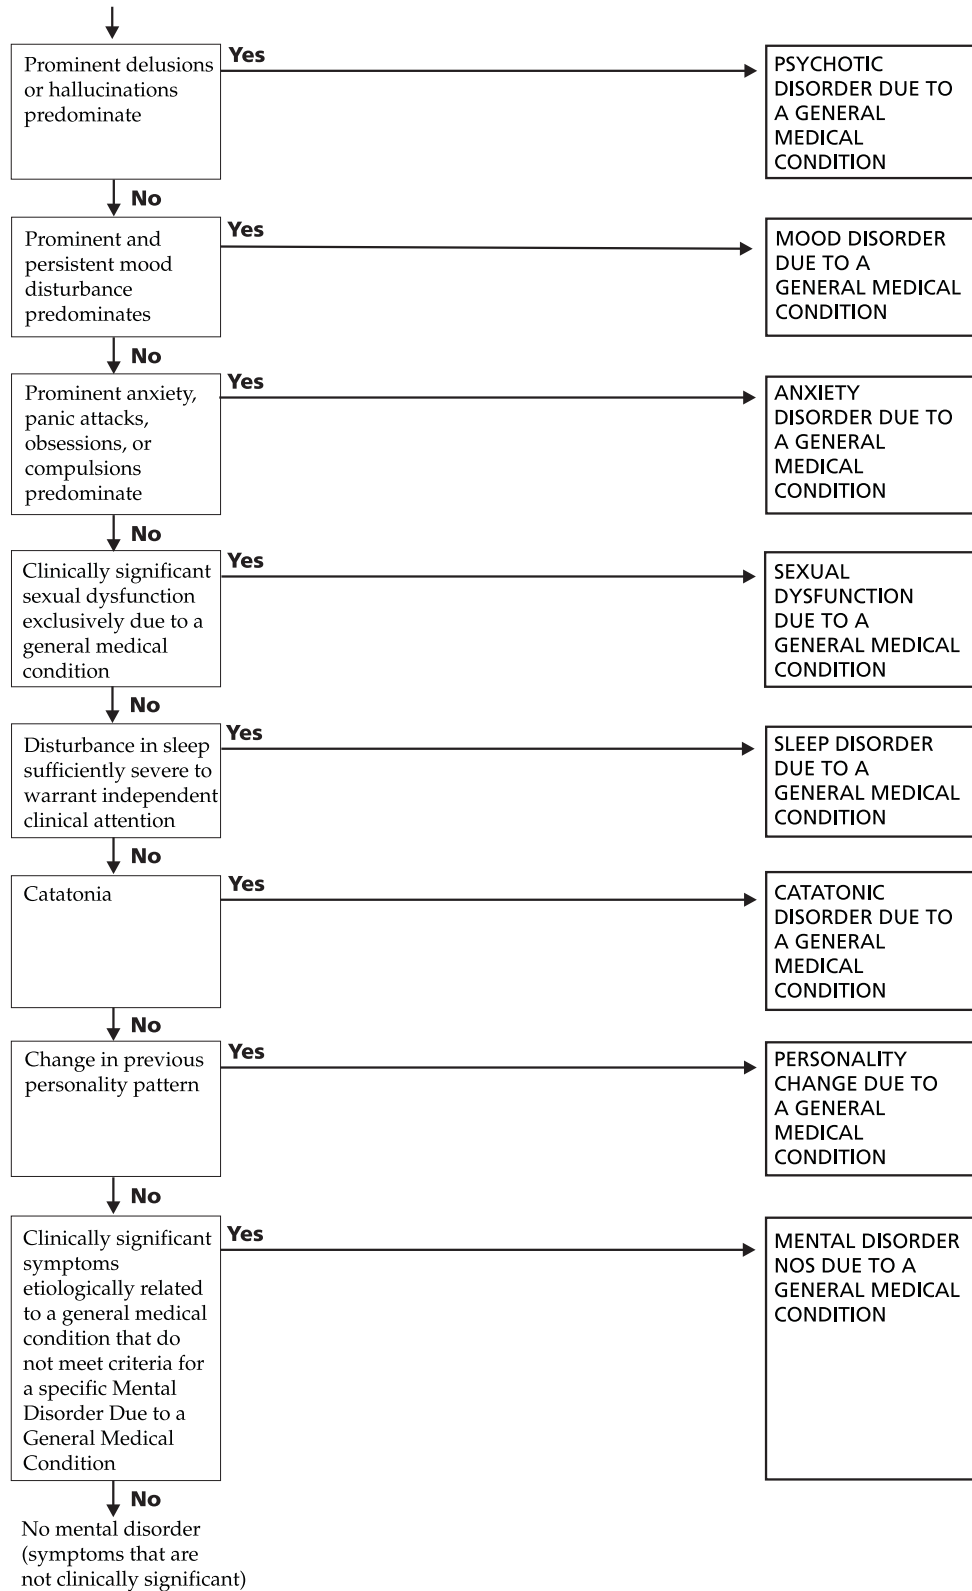 Prominent delusions
or hallucinations
predominate
Yes
PSYCHOTIC
DISORDER DUE TO
A GENERAL
MEDICAL
CONDITION
No
Prominent and
persistent mood
disturbance
predominates
Yes
MOOD DISORDER
DUE TO A
GENERAL MEDICAL
CONDITION
No
Prominent anxiety,
panic attacks,
obsessions, or
compulsions
predominate
Yes
ANXIETY
DISORDER DUE TO
A GENERAL
MEDICAL
CONDITION
No
Clinically significant
sexual dysfunction
exclusively due to a
general medical
condition
Yes
SEXUAL
DYSFUNCTION
DUE TO A
GENERAL MEDICAL
CONDITION
No
Disturbance in sleep
sufficiently severe to
warrant independent
clinical attention
Yes
SLEEP DISORDER
DUE TO A
GENERAL MEDICAL
CONDITION
No
Catatonia
Yes
CATATONIC
DISORDER DUE TO
A GENERAL
MEDICAL
CONDITION
No
Change in previous
personality pattern
Yes
PERSONALITY
CHANGE DUE TO
A GENERAL
MEDICAL
CONDITION
No
Clinically significant
symptoms
etiologically related
to a general medical
condition that do
not meet criteria for
a specific Mental
Disorder Due to a
General Medical
Condition
Yes
MENTAL DISORDER
NOS DUE TO A
GENERAL MEDICAL
CONDITION
No
No mental disorder
(symptoms that are
not clinically significant)